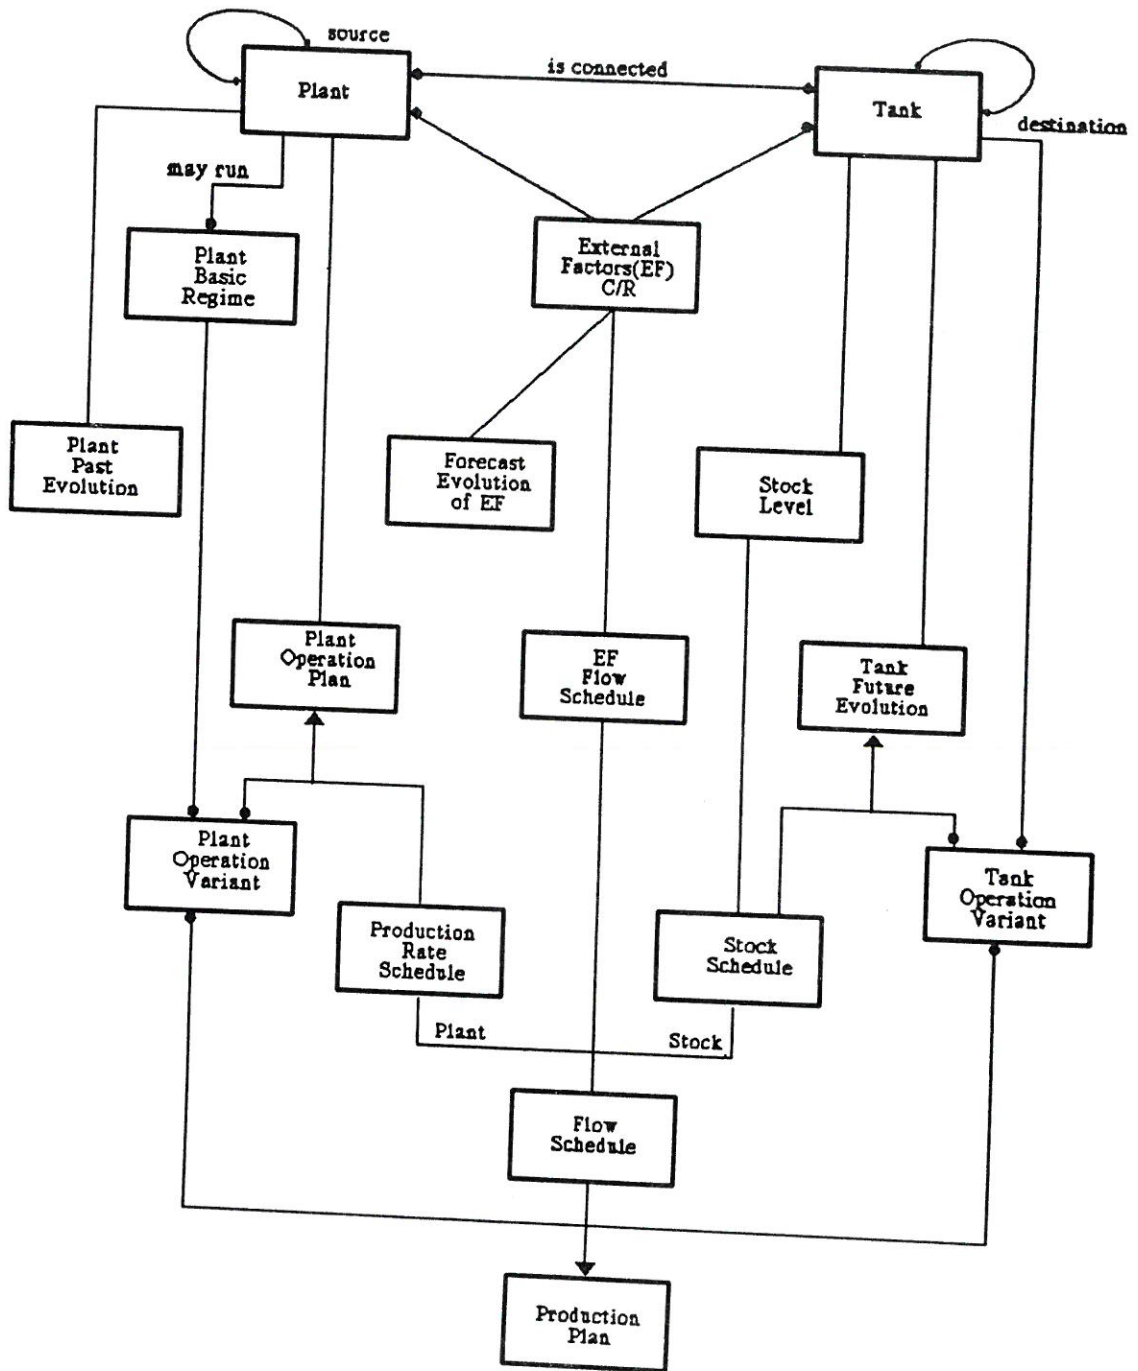 source
is connected
Plant
Tank
destination
may run
Plant
Basic
Regime
External
Factors(EF)
C/R
Plant
Past
Evolution
Forecast
Evolution
of EF
Stock
Level
Plant
Operation
Plan
EF
Flow
Schedule
Tank
Future
Evolution
Plant
Operation
Variant
Tank
Operation
Variant
Production
Rate
Schedule
Stock
Schedule
Plant
Stock
Flow
Schedule
Production
Plan